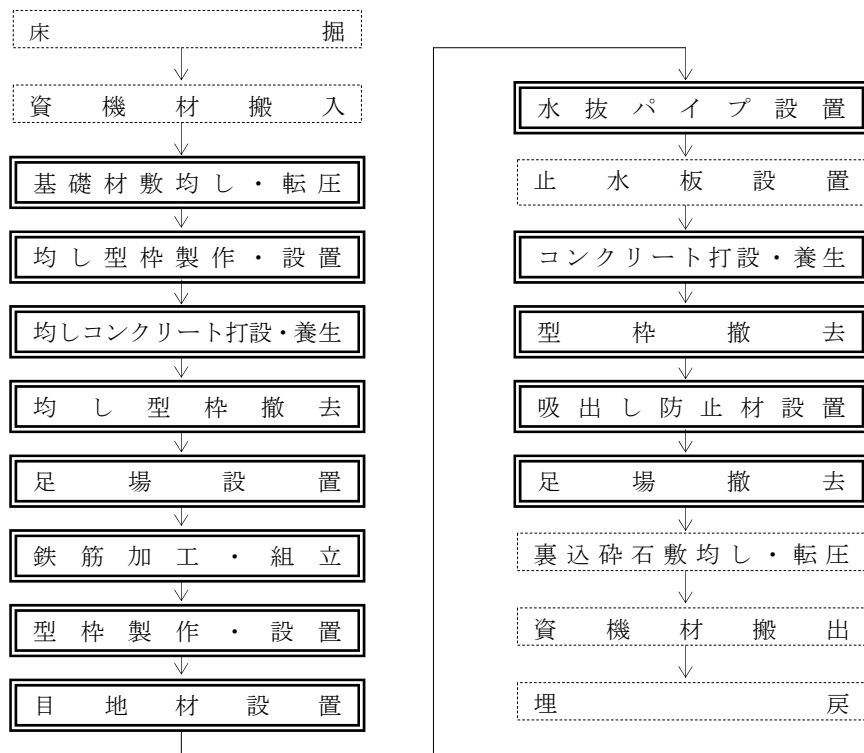 床掘
資機材搬入
基礎材敷均し・転圧
均し型枠製作・設置
均しコンクリート打設・養生
均し型枠撤去
足場設置
鉄筋加工・組立
型枠製作・設置
目地材設置
水抜パイプ設置
止水板設置
コンクリート打設・養生
型枠撤去
吸出し防止材設置
足場撤去
裏込砕石敷均し・転圧
資機材搬出
埋戻